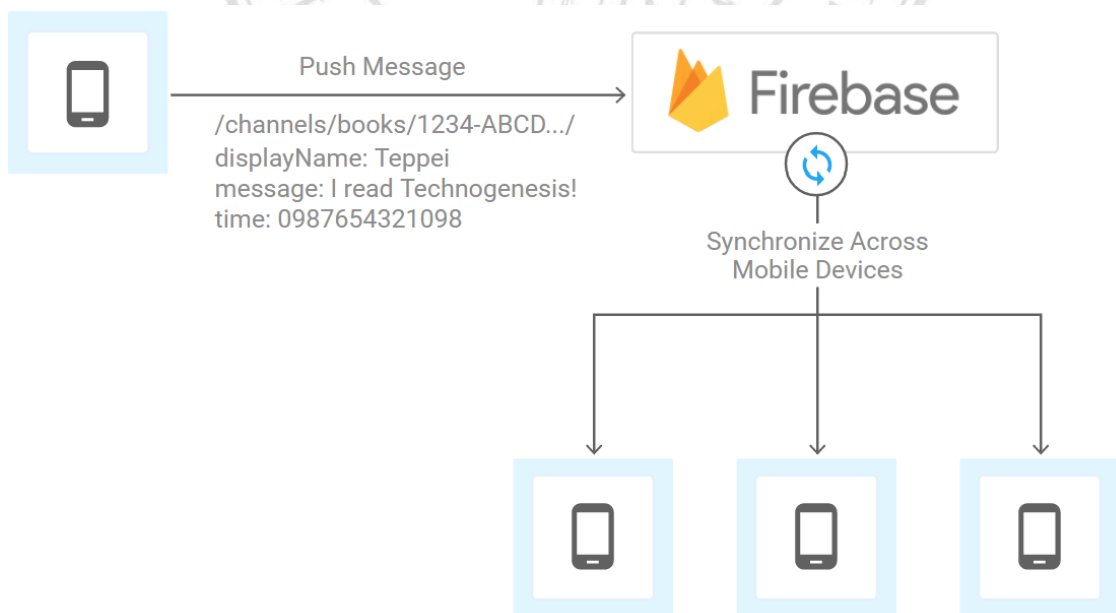 Push Message
/channels/books/1234-ABCD.../
displayName: Teppei
message: I read Technogenesis!
time: 0987654321098
Firebase
Synchronize Across
Mobile Devices